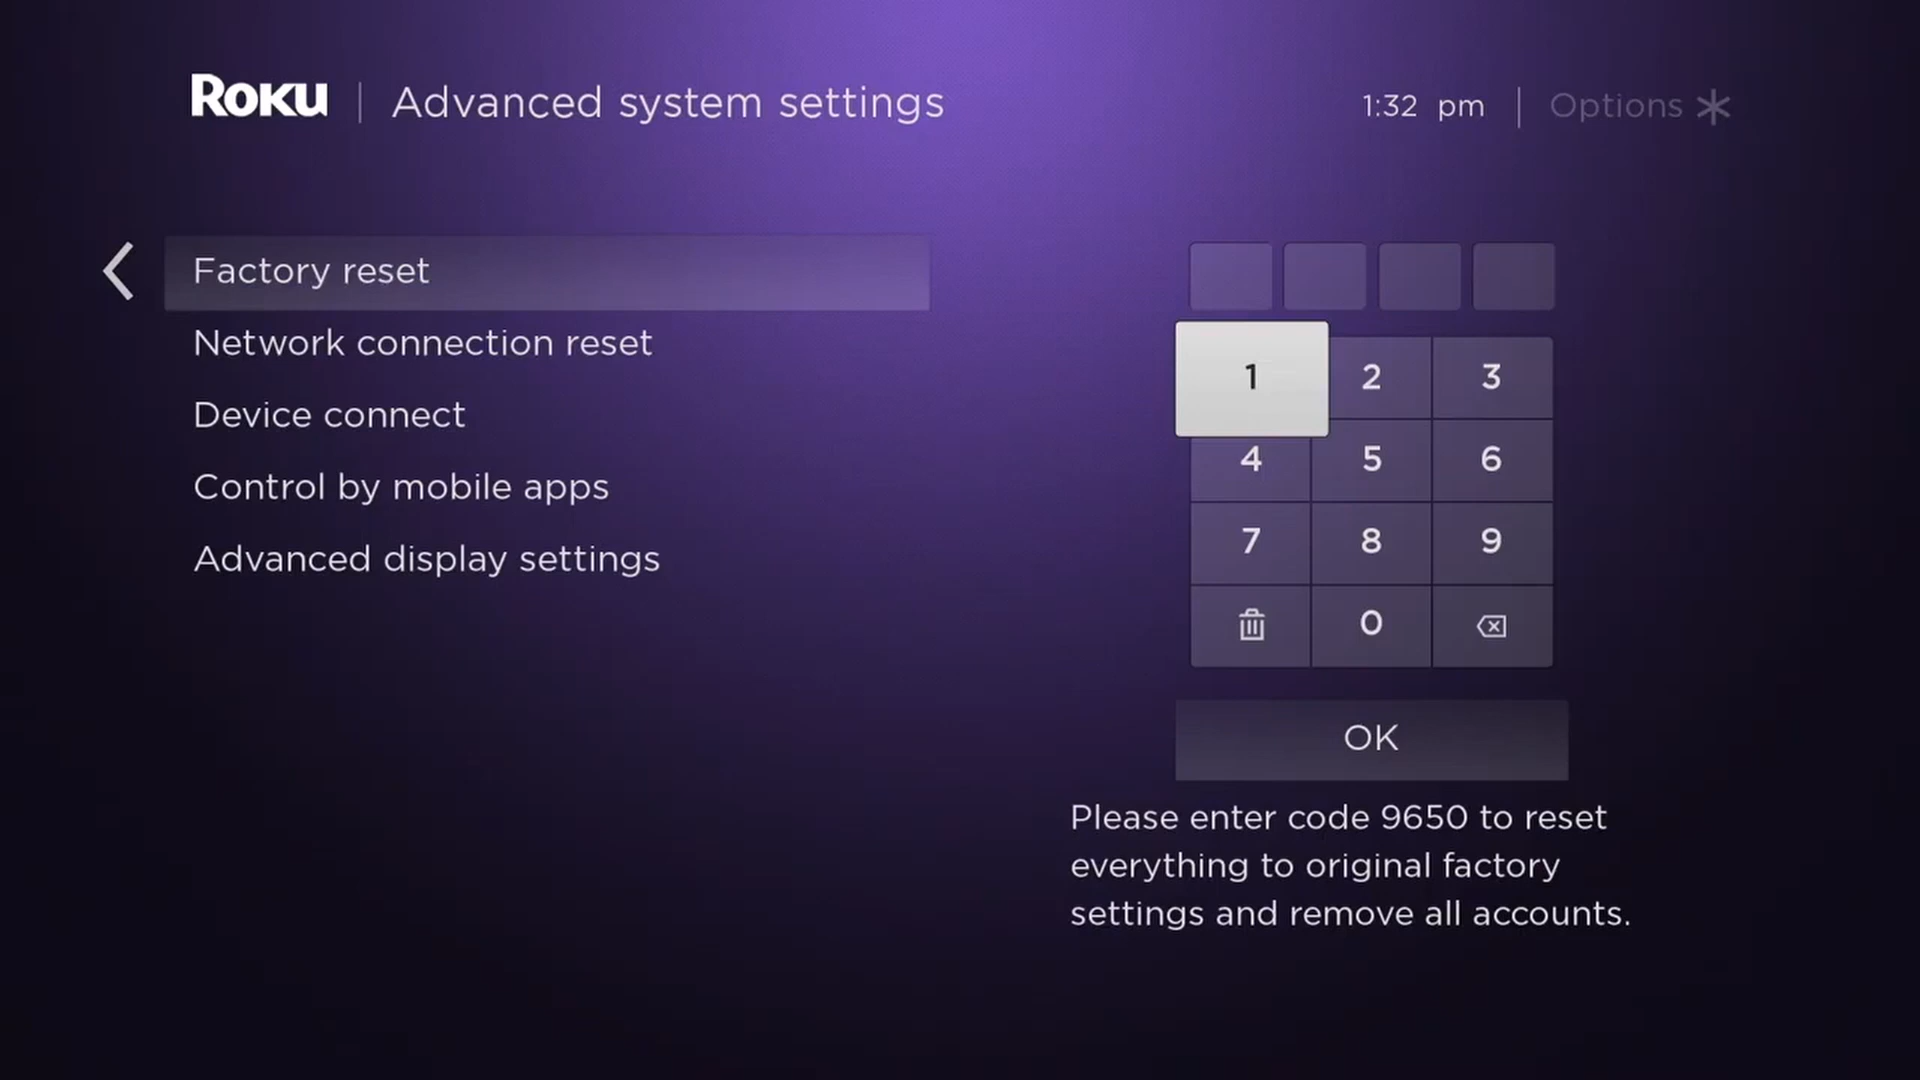 Roku | Advanced system settings
1:32 pm | Options
Factory reset
Network connection reset
Device connect
Control by mobile apps
Advanced display settings
1 2 3
4 5 6
7 8 9
0
OK
Please enter code 9650 to reset
everything to original factory
settings and remove all accounts.